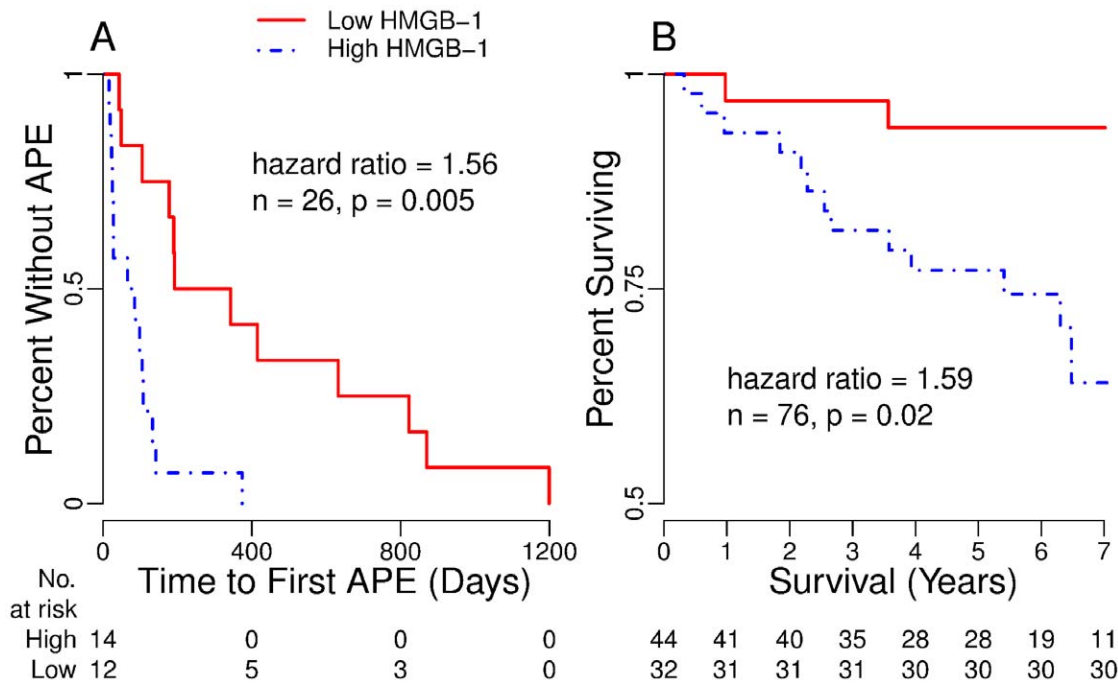 A
Low HMGB-1
High HMGB-1
B
Percent Without APE
1
0.5
0
hazard ratio = 1.56
n = 26, p = 0.005
0 400 800 1200
Time to First APE (Days)
Percent Surviving
1
0.75
0.5
hazard ratio = 1.59
n = 76, p = 0.02
0 1 2 3 4 5 6 7
Survival (Years)
No.
at risk
High 14 0 0 0 44 41 40 35 28 28 19 11
Low 12 5 3 0 32 31 31 31 30 30 30 30